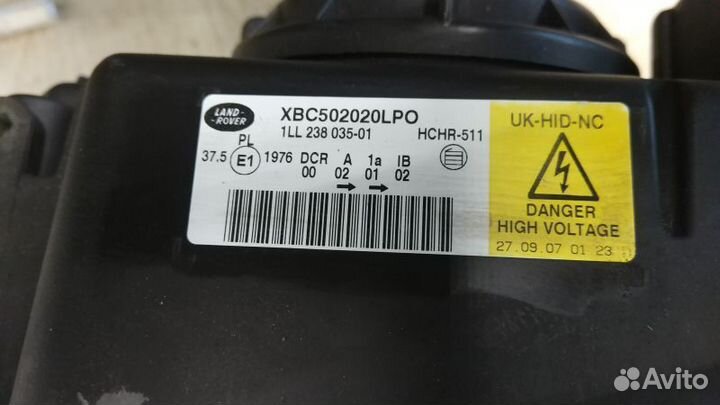 LAND-
ROVER
XBC502020LPO
1LL 238 035-01
HCHR-511
PL
37.5 E1 1976 DCR A 1a IB
00 02 01 02
UK-HID-NC
DANGER
HIGH VOLTAGE
27.09.07 01 23
Avito